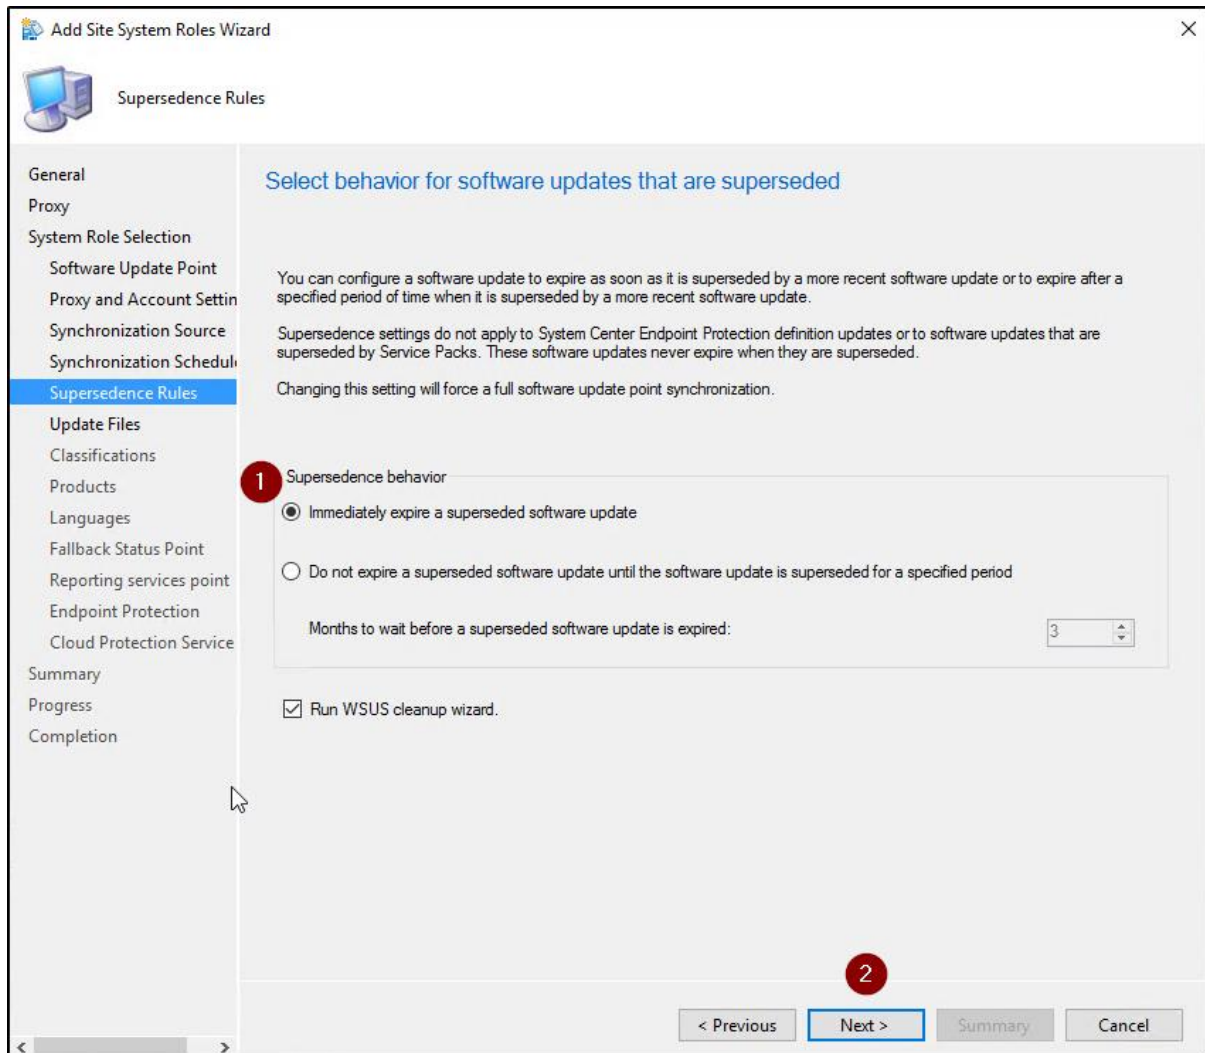 Add Site System Roles Wizard
Supersedence Rules
General
Proxy
System Role Selection
Software Update Point
Proxy and Account Settin
Synchronization Source
Synchronization Schedul
Supersedence Rules
Update Files
Classifications
Products
Languages
Fallback Status Point
Reporting services point
Endpoint Protection
Cloud Protection Service
Summary
Progress
Completion
Select behavior for software updates that are superseded
You can configure a software update to expire as soon as it is superseded by a more recent software update or to expire after a
specified period of time when it is superseded by a more recent software update.
Supersedence settings do not apply to System Center Endpoint Protection definition updates or to software updates that are
superseded by Service Packs. These software updates never expire when they are superseded.
Changing this setting will force a full software update point synchronization.
1 Supersedence behavior
Immediately expire a superseded software update
Do not expire a superseded software update until the software update is superseded for a specified period
Months to wait before a superseded software update is expired: 3
Run WSUS cleanup wizard.
2
< Previous Next > Summary Cancel